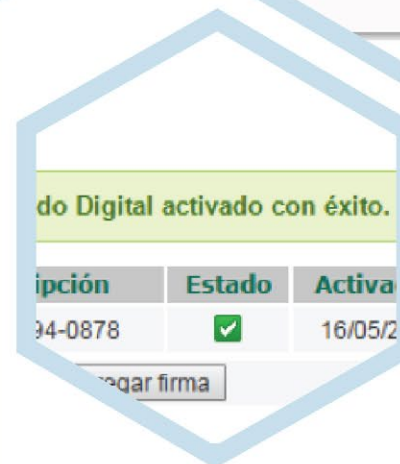 do Digital activado con éxito.
ipción Estado Activa
94-0878 16/05/2
egar firma